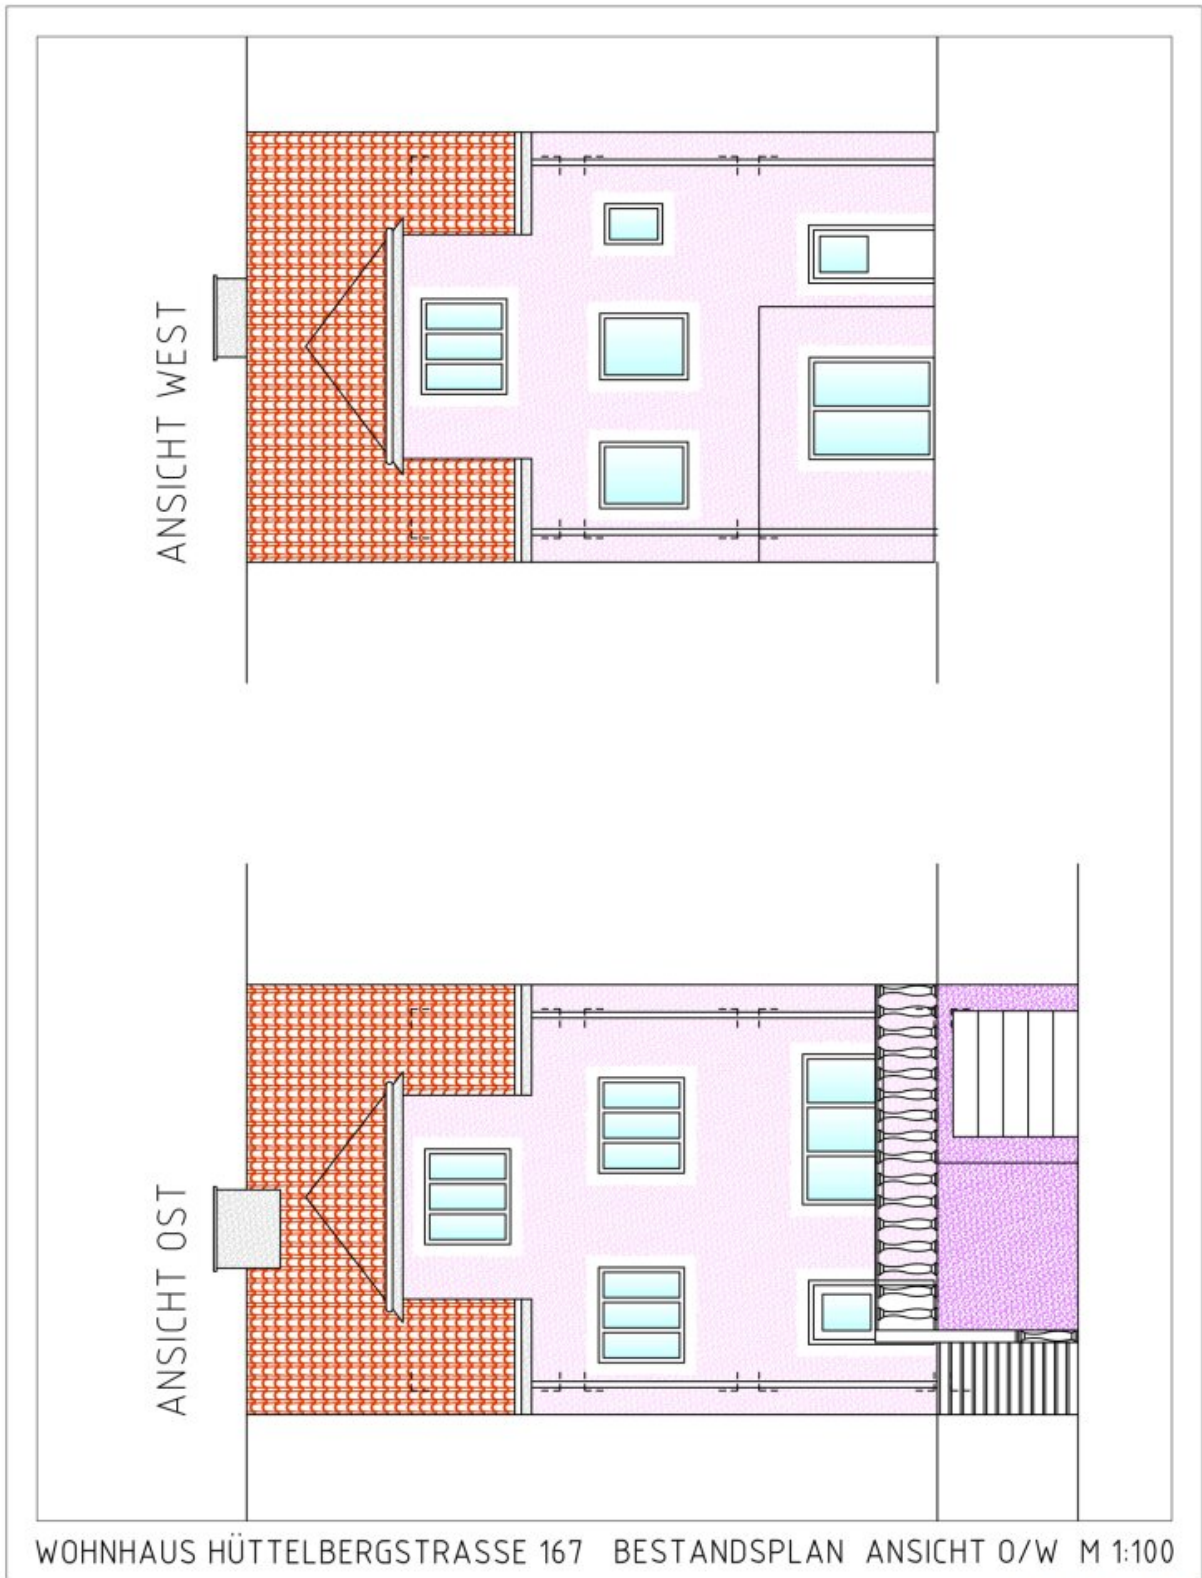 ANSICHT WEST
ANSICHT OST
WOHNHAUS HÜTTELBERGSTRASSE 167 BESTANDSPLAN ANSICHT O/W M 1:100